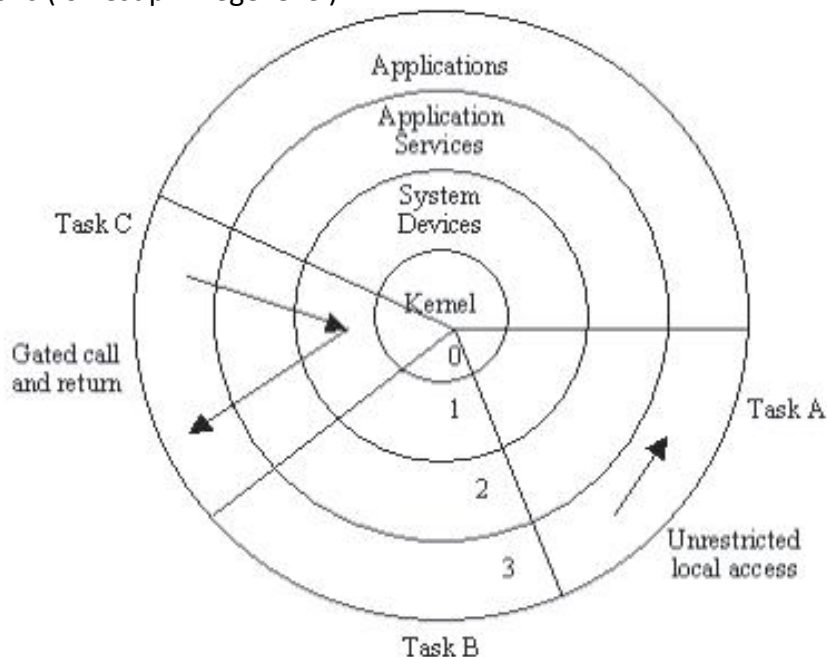 Applications
Application
Services
System
Devices
Task C
Kernel
Gated call
and return
0
1
Task A
2
Unrestricted
local access
3
Task B